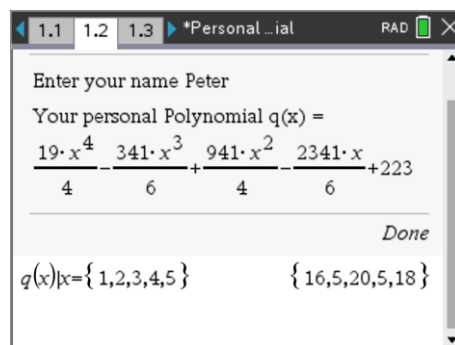 1.1 1.2 1.3 *Personal ...ial RAD
Enter your name Peter
Your personal Polynomial q(x) =
19·x^4/4 - 341·x^3/6 + 941·x^2/4 - 2341·x/6 +223
Done
q(x)|x={1,2,3,4,5} {16,5,20,5,18}